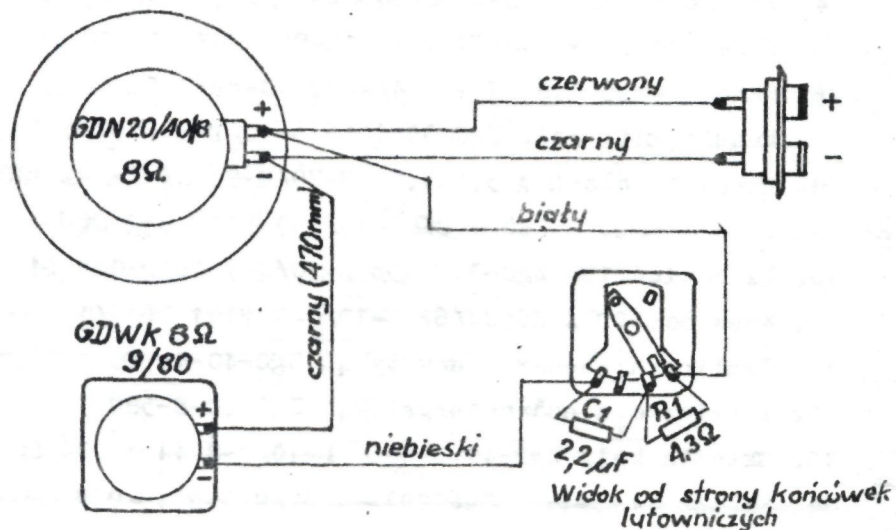 czerwony
+
GDN20/40/3
8Ω
+
-
czarny
-
biały
czarny (470mm)
GDWK 8Ω
9/80
+
-
niebieski
C1
2,2μF
R1
4,3Ω
Widok od strony końcówek
lutowniczych